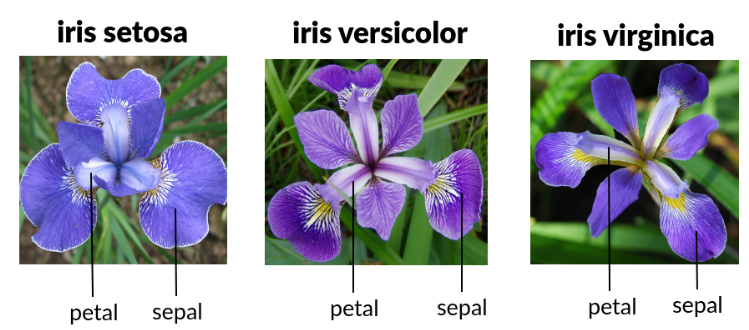 iris setosa
iris versicolor
iris virginica
petal
sepal
petal
sepal
petal
sepal